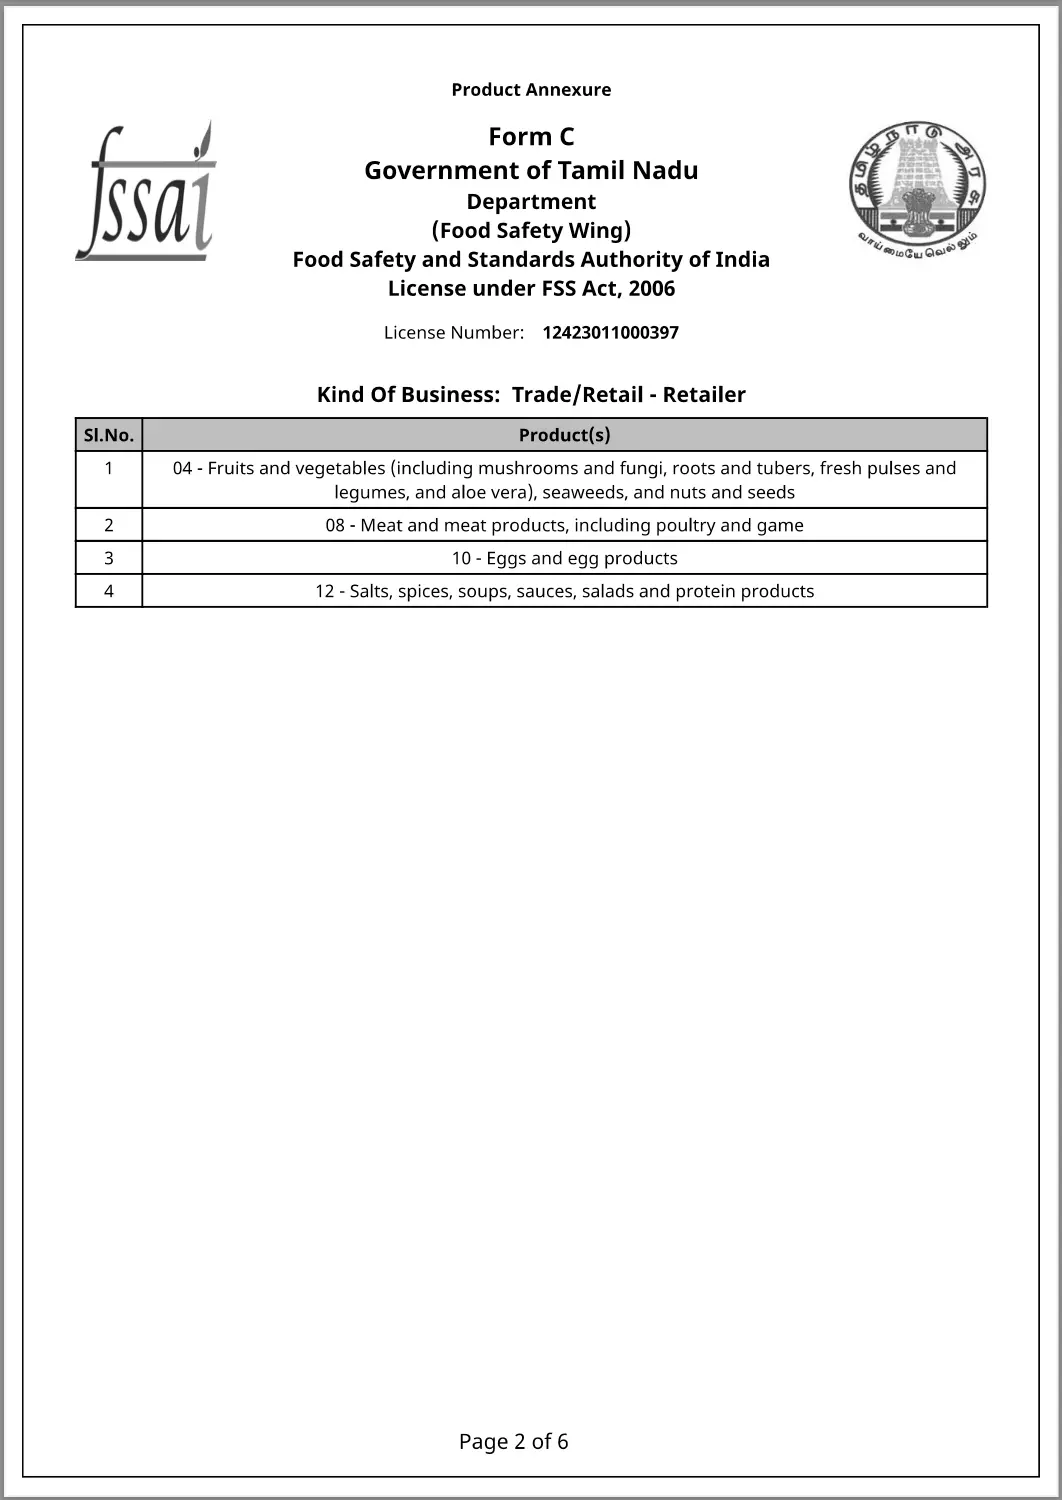 Product Annexure
fssai
Form C
Government of Tamil Nadu
Department
(Food Safety Wing)
Food Safety and Standards Authority of India
License under FSS Act, 2006
தமிழ்நாடு அரசு
வாய்மையே வெல்லும்
License Number: 12423011000397
Kind Of Business: Trade/Retail - Retailer
Sl.No. Product(s)
1 04 - Fruits and vegetables (including mushrooms and fungi, roots and tubers, fresh pulses and
legumes, and aloe vera), seaweeds, and nuts and seeds
2 08 - Meat and meat products, including poultry and game
3 10 - Eggs and egg products
4 12 - Salts, spices, soups, sauces, salads and protein products
Page 2 of 6